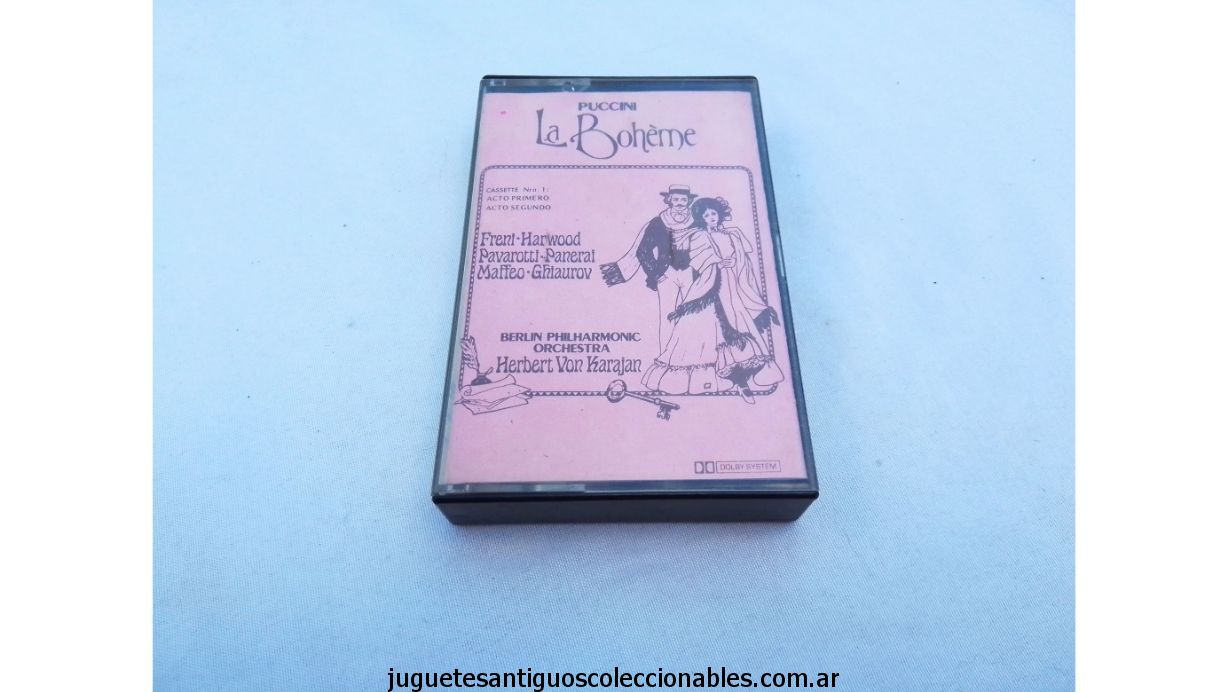 PUCCINI
La Bohème
CASSETTE Nro. 1:
ACTO PRIMERO
ACTO SEGUNDO
Freni·Harwood
Pavarotti·Panerai
Maffeo·Ghiaurov
BERLIN PHILHARMONIC
ORCHESTRA
Herbert Von Karajan
DOLBY SYSTEM
juguetesantiguoscoleccionables.com.ar